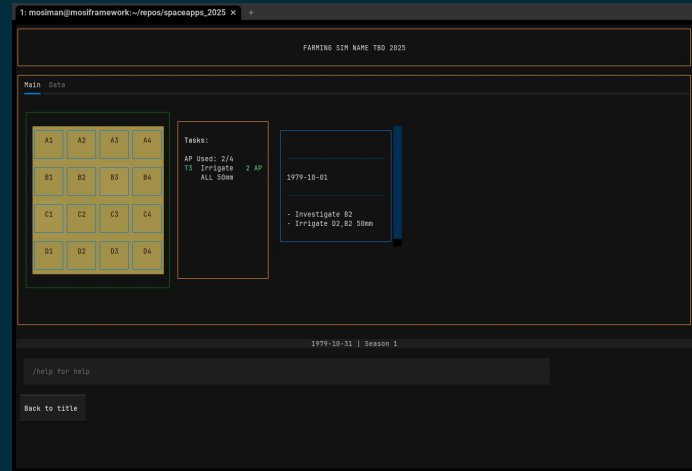 1: mosiman@mosiframework:~/repos/spaceapps_2025 × +
FARMING SIM NAME TBD 2025
Main Data
A1 A2 A3 A4
B1 B2 B3 B4
C1 C2 C3 C4
D1 D2 D3 D4
Tasks:
AP Used: 2/4
T3 Irrigate 2 AP
ALL 50mm
1979-10-01
- Investigate B2
- Irrigate D2,B2 50mm
1979-10-31 | Season 1
/help for help
Back to title